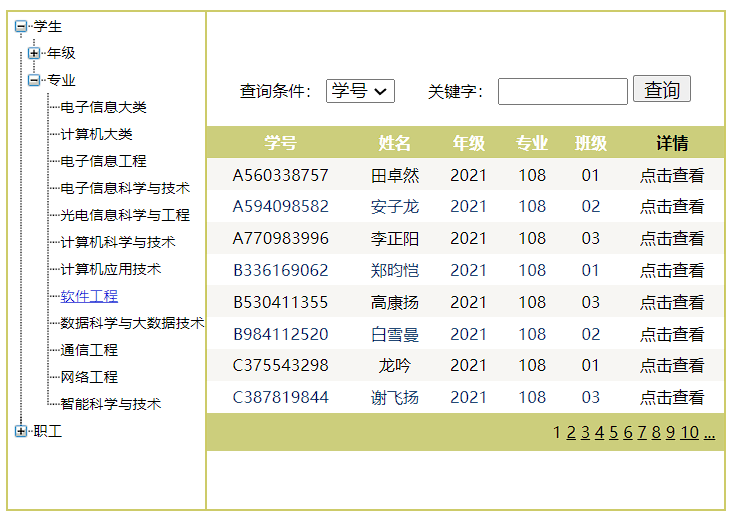 学生
年级
专业
电子信息大类
计算机大类
电子信息工程
电子信息科学与技术
光电信息科学与工程
计算机科学与技术
计算机应用技术
软件工程
数据科学与大数据技术
通信工程
网络工程
智能科学与技术
职工
查询条件： 学号 关键字： 查询
学号 姓名 年级 专业 班级 详情
A560338757 田卓然 2021 108 01 点击查看
A594098582 安子龙 2021 108 02 点击查看
A770983996 李正阳 2021 108 03 点击查看
B336169062 郑昀恺 2021 108 01 点击查看
B530411355 高康扬 2021 108 03 点击查看
B984112520 白雪曼 2021 108 02 点击查看
C375543298 龙吟 2021 108 01 点击查看
C387819844 谢飞扬 2021 108 03 点击查看
1 2 3 4 5 6 7 8 9 10 ...